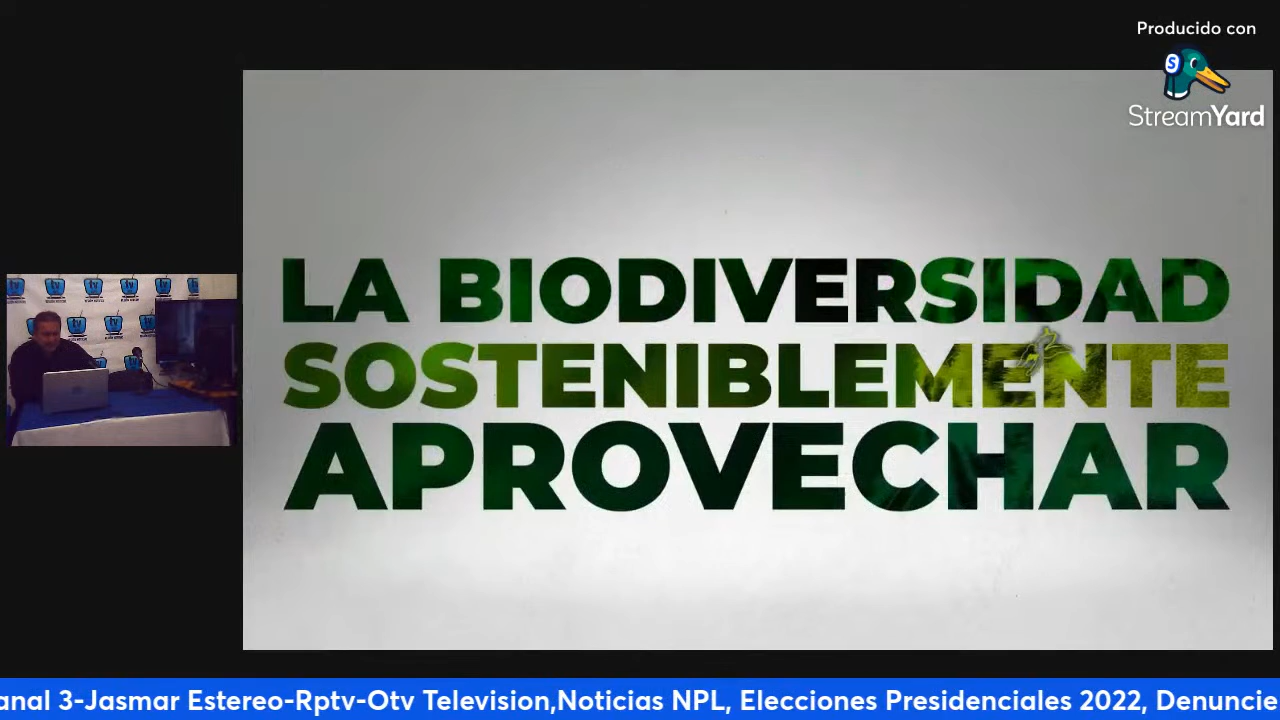 Producido con
StreamYard
LA BIODIVERSIDAD
SOSTENIBLEMENTE
APROVECHAR
anal 3-Jasmar Estereo-Rptv-Otv Television,Noticias NPL, Elecciones Presidenciales 2022, Denuncie